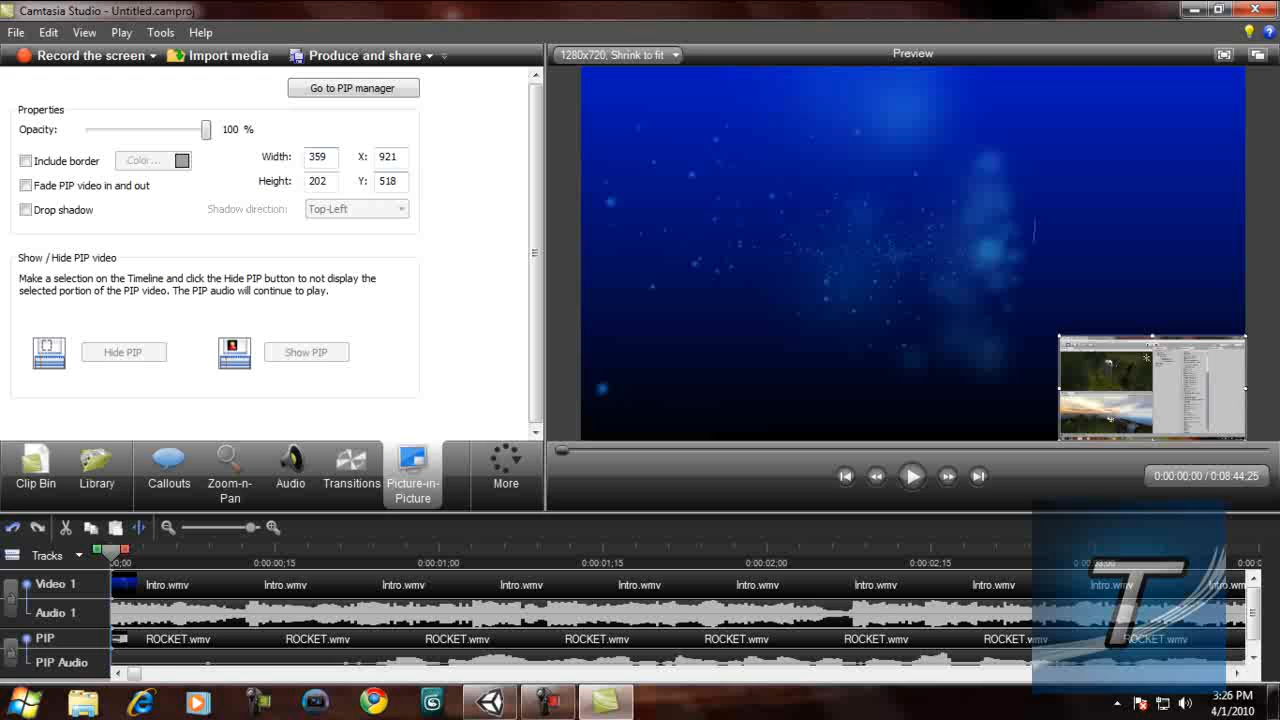 Camtasia Studio - Untitled.camproj
File Edit View Play Tools Help
Record the screen Import media Produce and share
1280x720, Shrink to fit Preview
Go to PIP manager
Properties
Opacity: 100 %
Include border Color... Width: 359 X: 921
Fade PIP video in and out Height: 202 Y: 518
Drop shadow Shadow direction: Top-Left
Show / Hide PIP video
Make a selection on the Timeline and click the Hide PIP button to not display the
selected portion of the PIP video. The PIP audio will continue to play.
Hide PIP Show PIP
Clip Bin Library Callouts Zoom-n-Pan Audio Transitions Picture-in-Picture More
0:00:00;00 / 0:08:44;25
Tracks 0:00:00;15 0:00:01;00 0:00:01;15 0:00:02;00 0:00:02;15 0:00:03;00
Video 1 Intro.wmv Intro.wmv Intro.wmv Intro.wmv Intro.wmv Intro.wmv Intro.wmv Intro.wmv Intro.wmv
Audio 1
PIP ROCKET.wmv ROCKET.wmv ROCKET.wmv ROCKET.wmv ROCKET.wmv ROCKET.wmv ROCKET.wmv ROCKET.wmv
PIP Audio
T
3:26 PM
4/1/2010